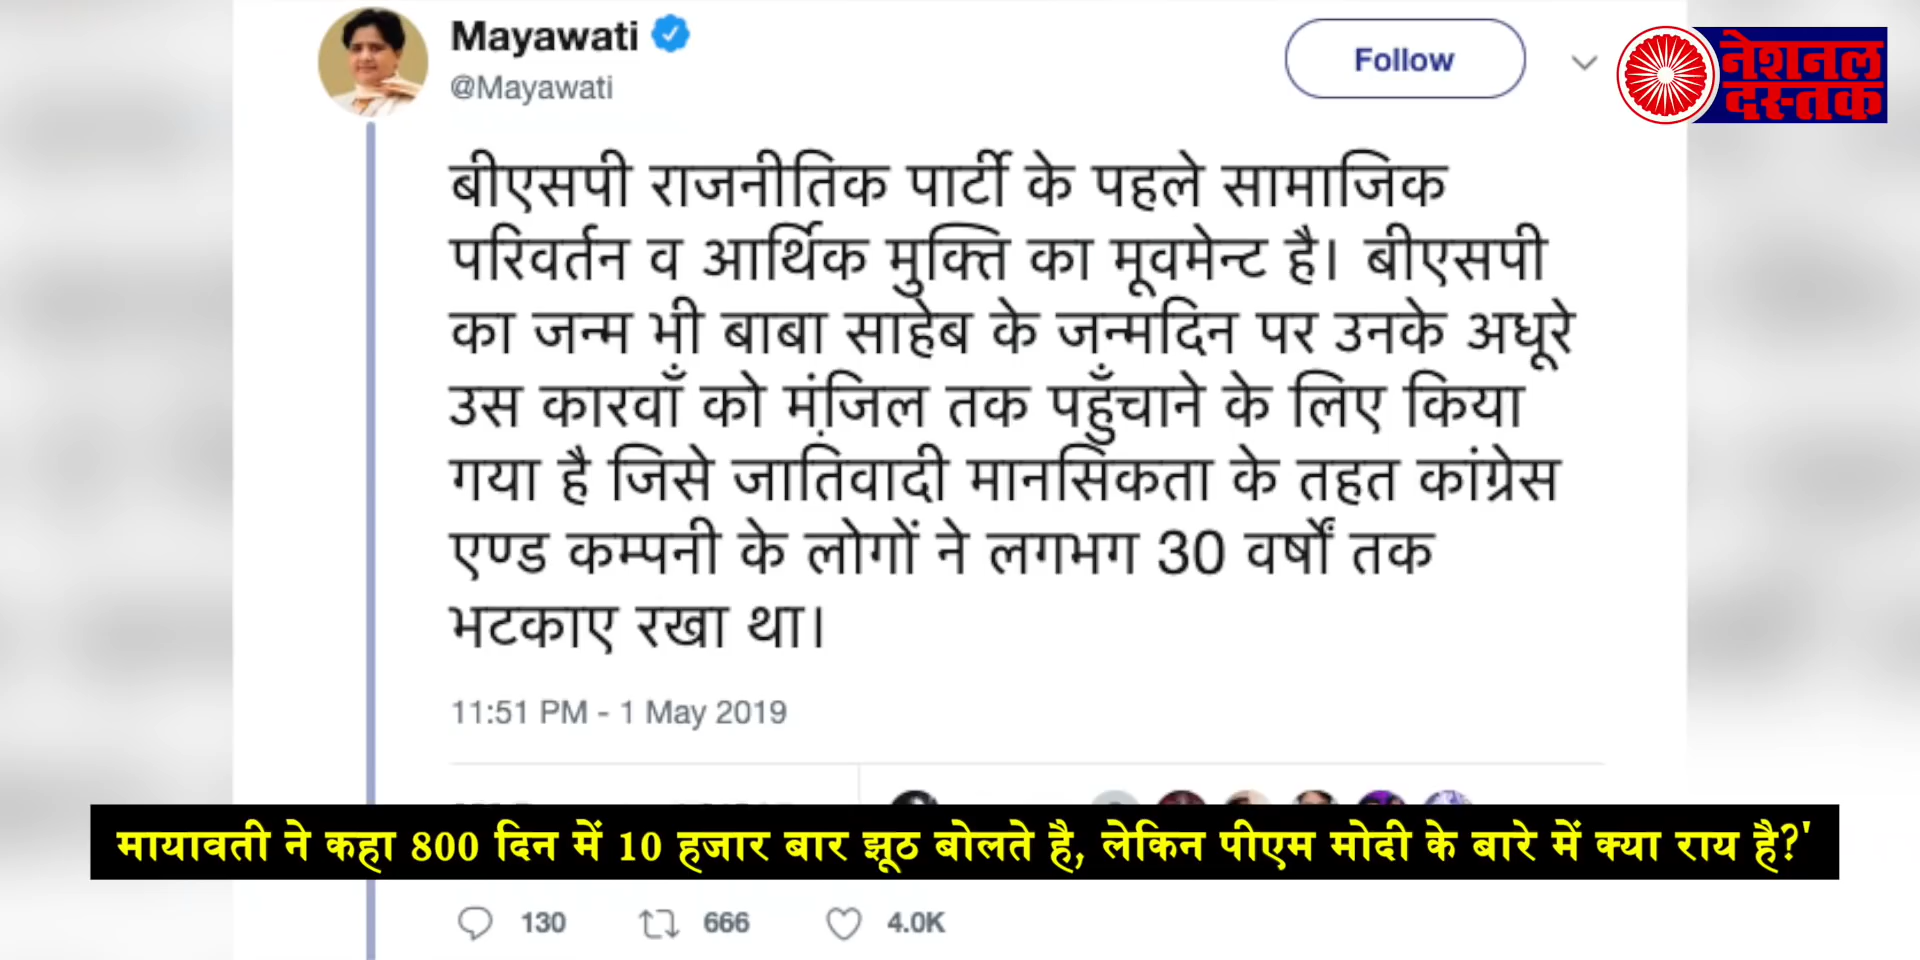 Mayawati
@Mayawati
Follow
नेशनल
दस्तक
बीएसपी राजनीतिक पार्टी के पहले सामाजिक
परिवर्तन व आर्थिक मुक्ति का मूवमेन्ट है। बीएसपी
का जन्म भी बाबा साहेब के जन्मदिन पर उनके अधूरे
उस कारवाँ को मंज़िल तक पहुँचाने के लिए किया
गया है जिसे जातिवादी मानसिकता के तहत कांग्रेस
एण्ड कम्पनी के लोगों ने लगभग 30 वर्षों तक
भटकाए रखा था।
11:51 PM - 1 May 2019
मायावती ने कहा 800 दिन में 10 हजार बार झूठ बोलते है, लेकिन पीएम मोदी के बारे में क्या राय है?'
130 666 4.0K